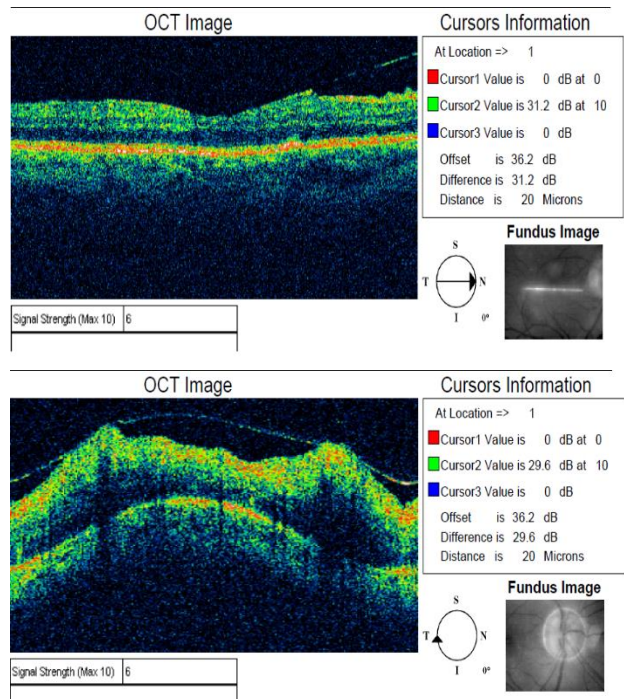 OCT Image
Cursors Information
At Location => 1
Cursor1 Value is 0 dB at 0
Cursor2 Value is 31.2 dB at 10
Cursor3 Value is 0 dB
Offset is 36.2 dB
Difference is 31.2 dB
Distance is 20 Microns
Fundus Image
S
T N
I 0°
Signal Strength (Max 10) 6
OCT Image
Cursors Information
At Location => 1
Cursor1 Value is 0 dB at 0
Cursor2 Value is 29.6 dB at 10
Cursor3 Value is 0 dB
Offset is 36.2 dB
Difference is 29.6 dB
Distance is 20 Microns
Fundus Image
S
T N
I 0°
Signal Strength (Max 10) 6